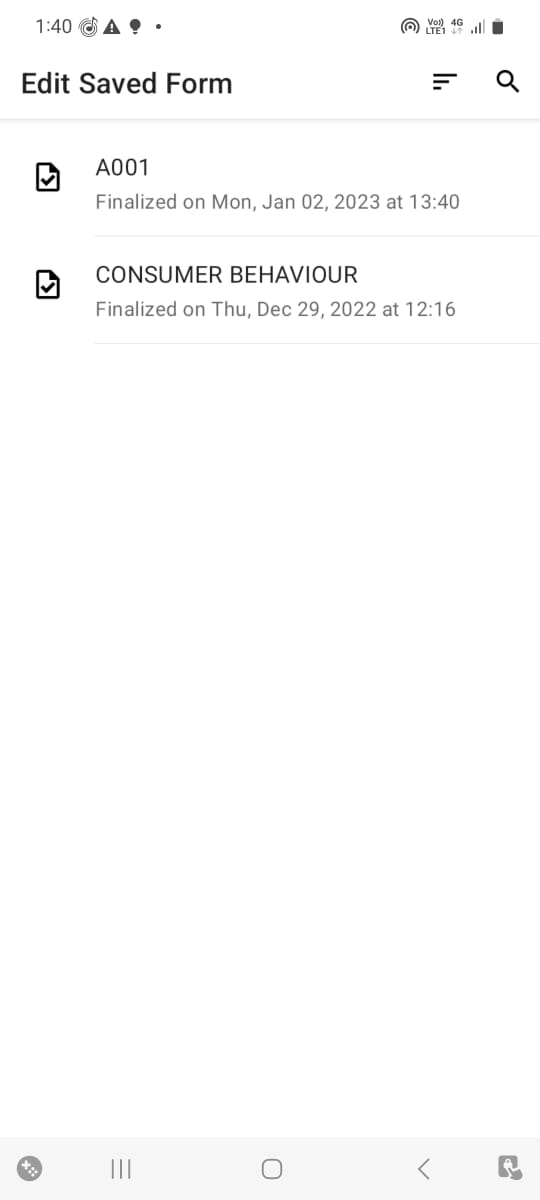 1:40
Vo)) 4G
LTE1
Edit Saved Form
A001
Finalized on Mon, Jan 02, 2023 at 13:40
CONSUMER BEHAVIOUR
Finalized on Thu, Dec 29, 2022 at 12:16